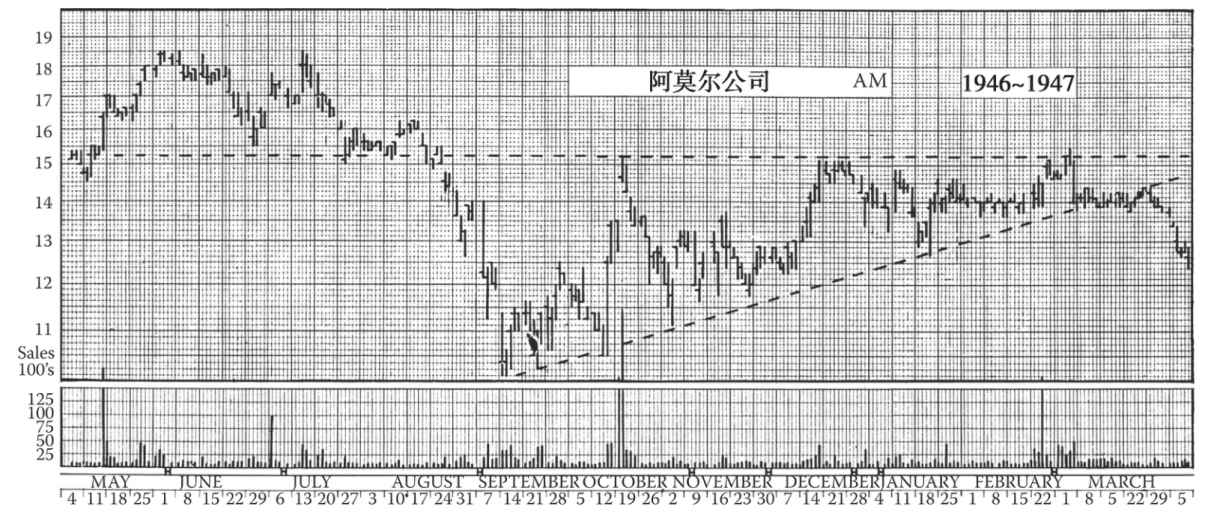 19
18
阿莫尔公司 AM 1946~1947
17
16
15
14
13
12
11
Sales
100's
125
100
75
50
25
MAY JUNE JULY AUGUST SEPTEMBER OCTOBER NOVEMBER DECEMBER JANUARY FEBRUARY MARCH
4 11 18 25 1 8 15 22 29 6 13 20 27 3 10 17 24 31 7 14 21 28 5 12 19 26 2 9 16 23 30 7 14 21 28 4 11 18 25 1 8 15 22 1 8 5 22 29 5